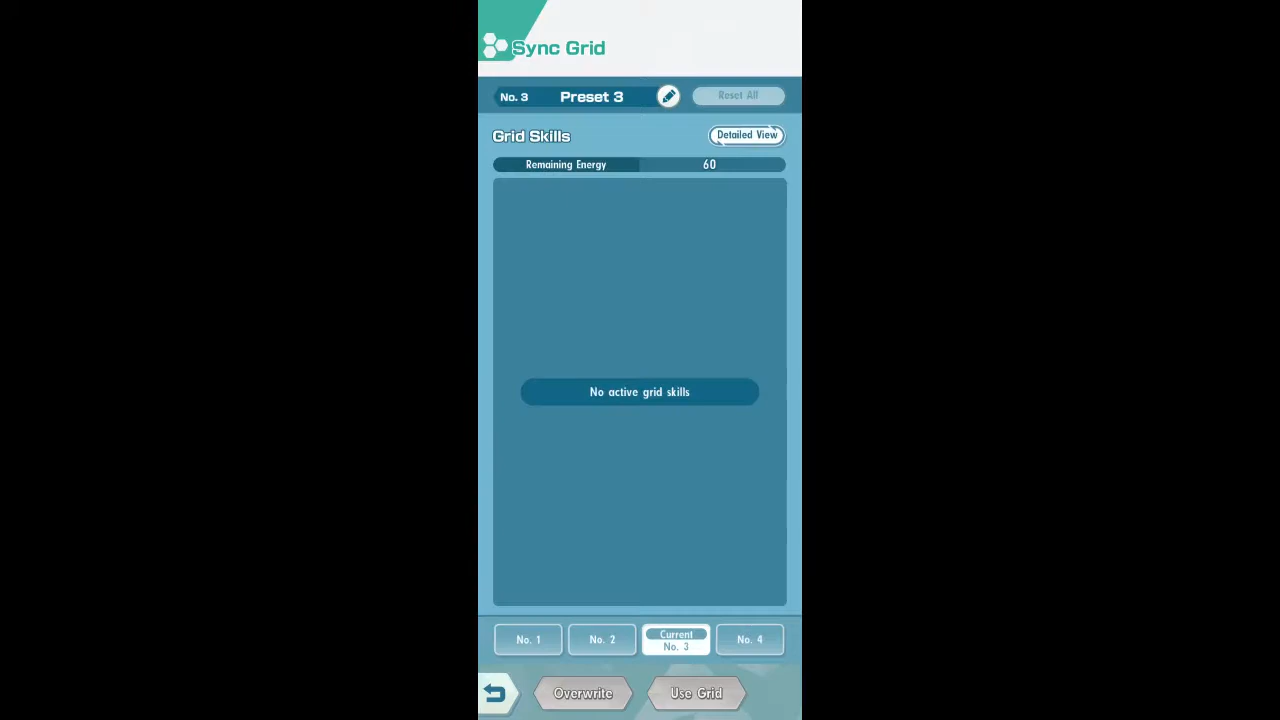 Sync Grid
No. 3 Preset 3 Reset All
Grid Skills Detailed View
Remaining Energy 60
No active grid skills
No. 1 No. 2 Current No. 3 No. 4
Overwrite Use Grid